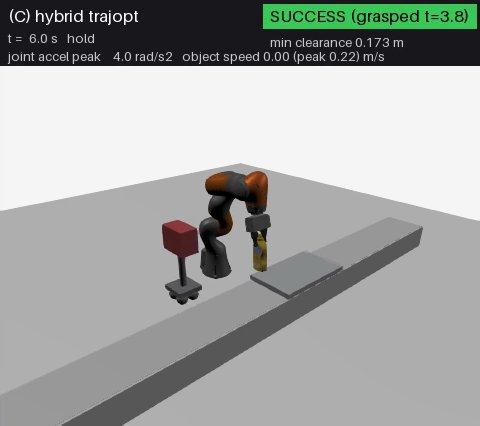 (C) hybrid trajopt
SUCCESS (grasped t=3.8)
t =  6.0 s   hold
min clearance 0.173 m
joint accel peak    4.0 rad/s2   object speed 0.00 (peak 0.22) m/s